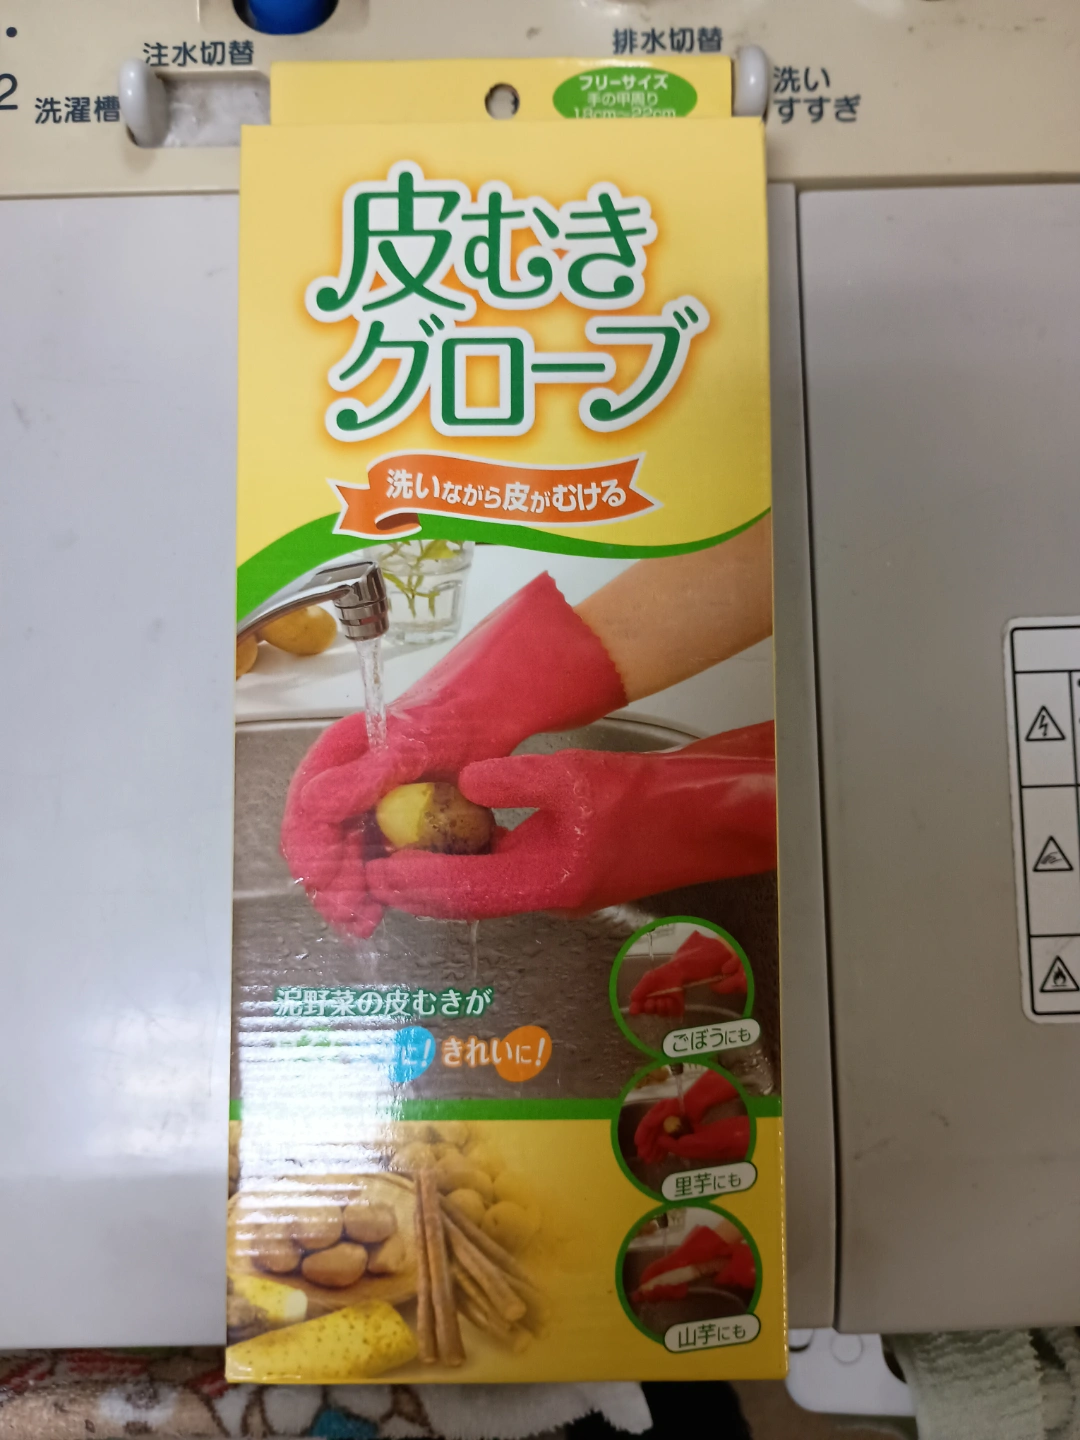 注水切替
排水切替
2
洗濯槽
洗い
すすぎ
フリーサイズ
手の甲周り
18cm~22cm
皮むき
グローブ
洗いながら皮がむける
泥野菜の皮むきが
に! きれいに!
ごぼうにも
里芋にも
山芋にも